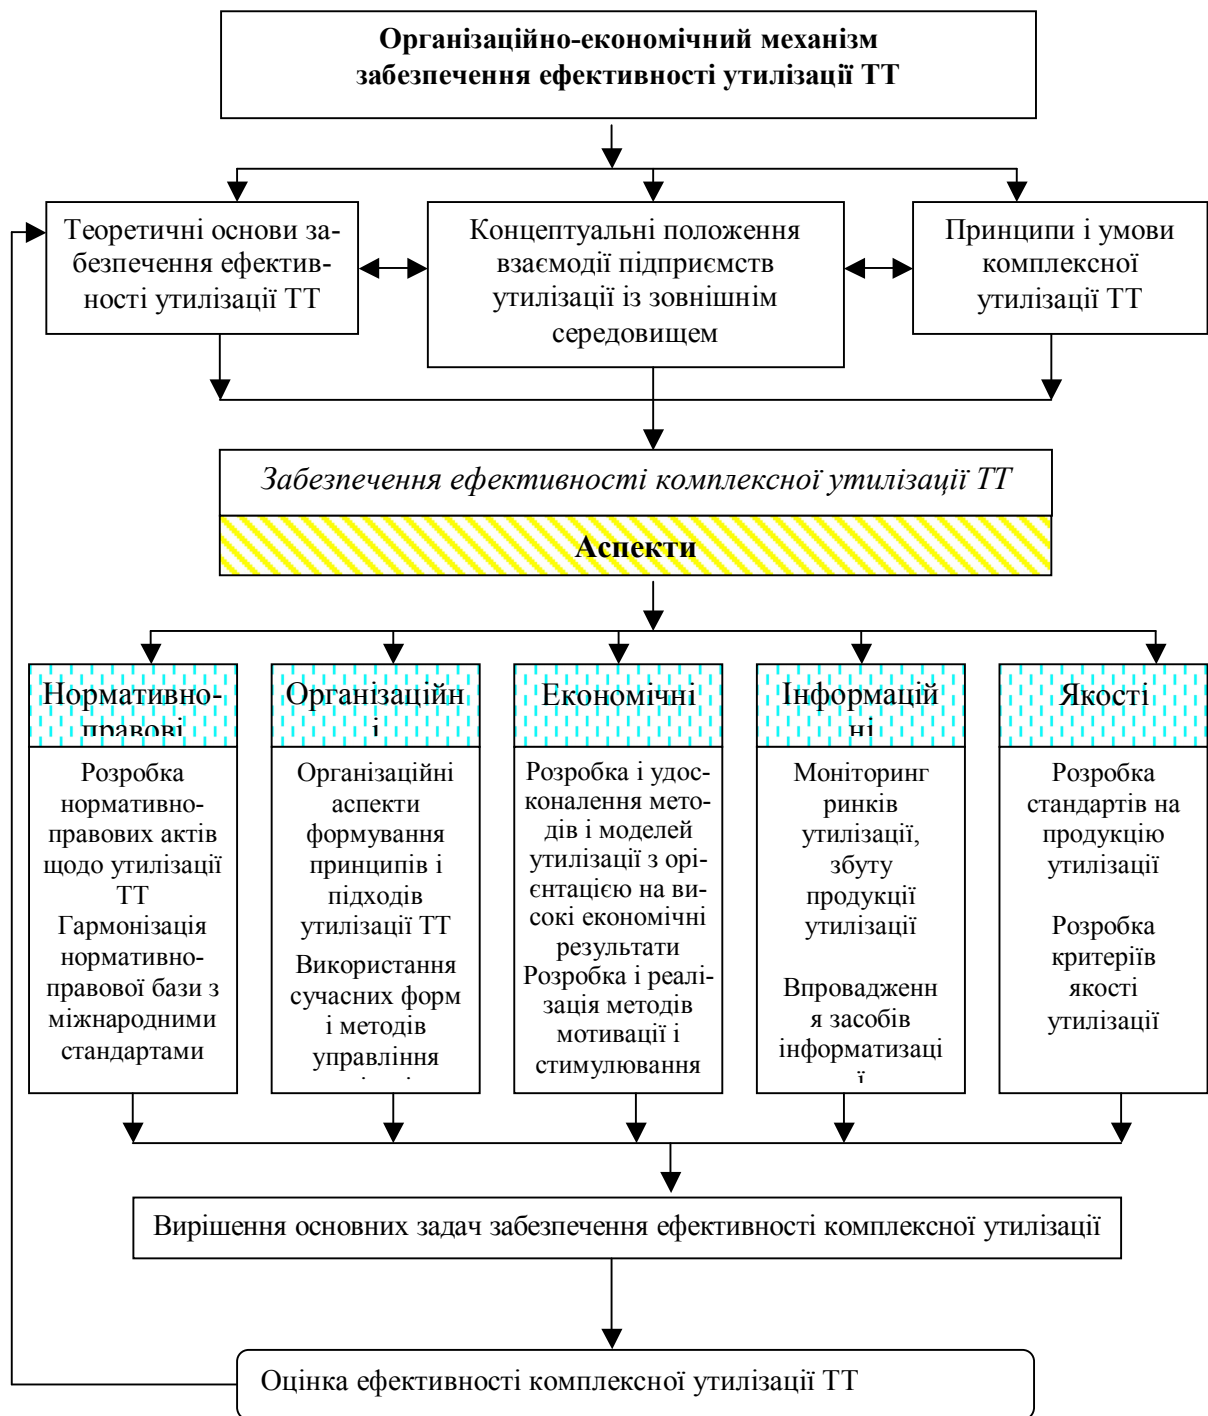 Організаційно-економічний механізм
забезпечення ефективності утилізації ТТ
Теоретичні основи за-
безпечення ефектив-
ності утилізації ТТ
Концептуальні положення
взаємодії підприємств
утилізації із зовнішнім
середовищем
Принципи і умови
комплексної
утилізації ТТ
Забезпечення ефективності комплексної утилізації ТТ
Аспекти
Нормативно-
правові
Організаційн
і
Економічні
Інформацій
ні
Якості
Розробка
нормативно-
правових актів
щодо утилізації
ТТ
Гармонізація
нормативно-
правової бази з
міжнародними
стандартами
Організаційні
аспекти
формування
принципів і
підходів
утилізації ТТ
Використання
сучасних форм
і методів
управління
Розробка і удос-
коналення мето-
дів і моделей
утилізації з орі-
єнтацією на ви-
сокі економічні
результати
Розробка і реалі-
зація методів
мотивації і
стимулювання
Моніторинг
ринків
утилізації,
збуту
продукції
утилізації
Впровадженн
я засобів
інформатизаці
ї
Розробка
стандартів на
продукцію
утилізації
Розробка
критеріїв
якості
утилізації
Вирішення основних задач забезпечення ефективності комплексної утилізації
Оцінка ефективності комплексної утилізації ТТ